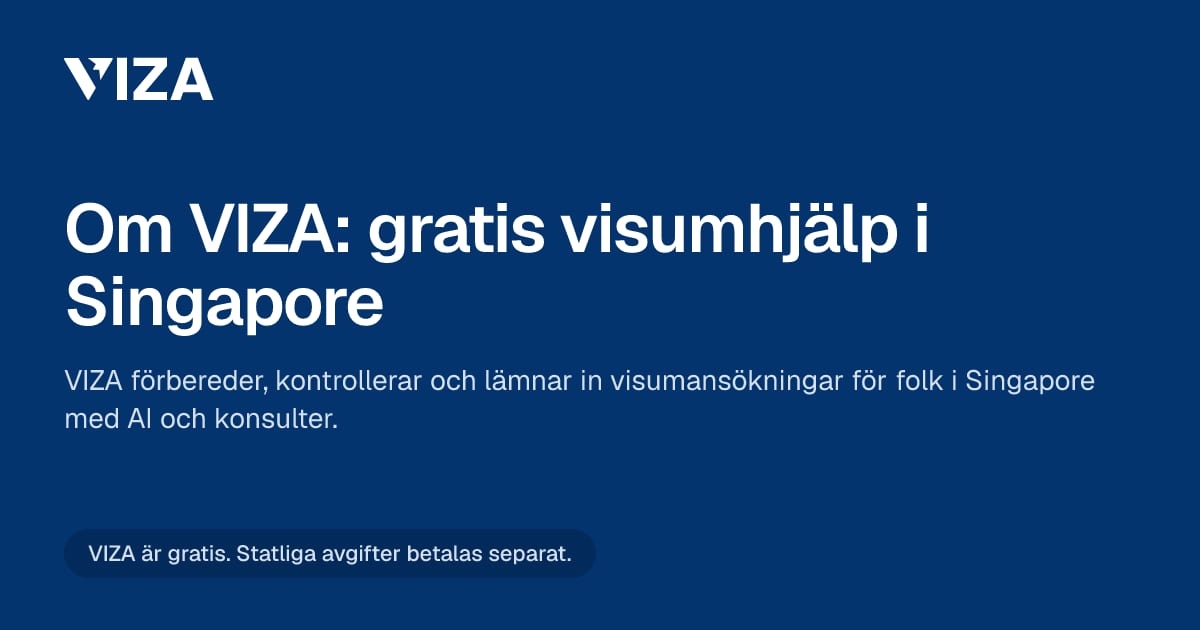 VIZA
Om VIZA: gratis visumhjälp i
Singapore
VIZA förbereder, kontrollerar och lämnar in visumansökningar för folk i Singapore
med AI och konsulter.
VIZA är gratis. Statliga avgifter betalas separat.